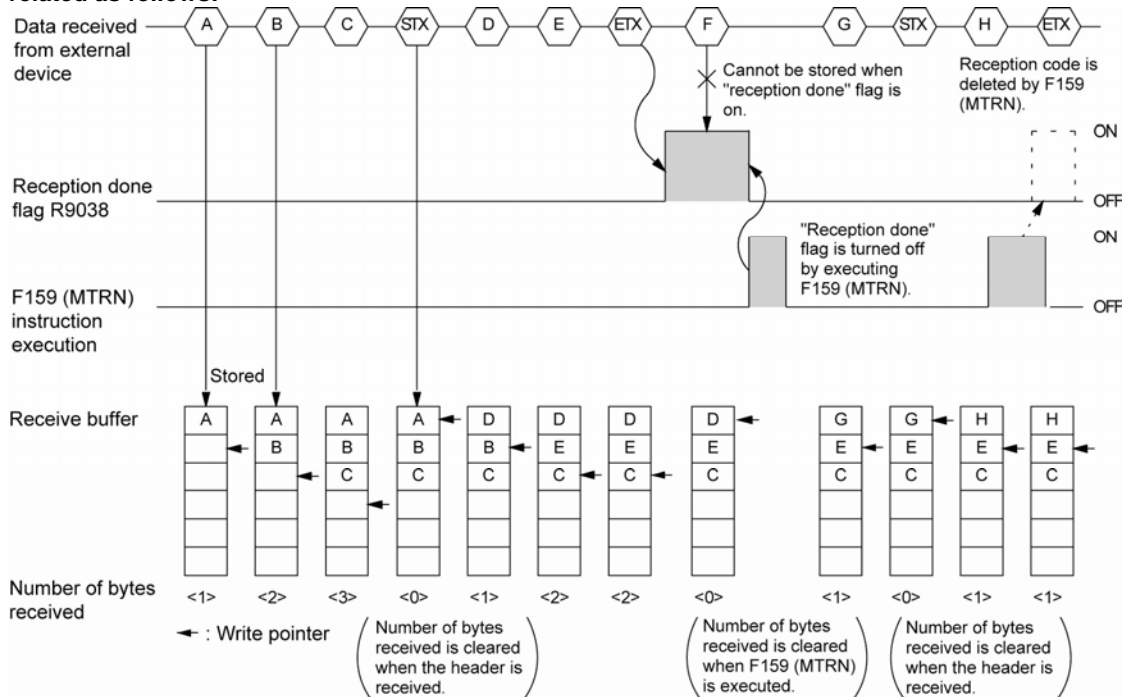 related as follows:
Data received from external device
A B C STX D E ETX F G STX H ETX
Cannot be stored when "reception done" flag is on.
Reception code is deleted by F159 (MTRN).
ON
Reception done flag R9038
OFF
"Reception done" flag is turned off by executing F159 (MTRN).
ON
F159 (MTRN) instruction execution
OFF
Stored
Receive buffer
A A A A D D D D G G H H
B B B B E E E E E E E
C C C C C C C C C C
Number of bytes received
<1> <2> <3> <0> <1> <2> <2> <0> <1> <0> <1> <1>
: Write pointer
(Number of bytes received is cleared when the header is received.)
(Number of bytes received is cleared when F159 (MTRN) is executed.)
(Number of bytes received is cleared when the header is received.)